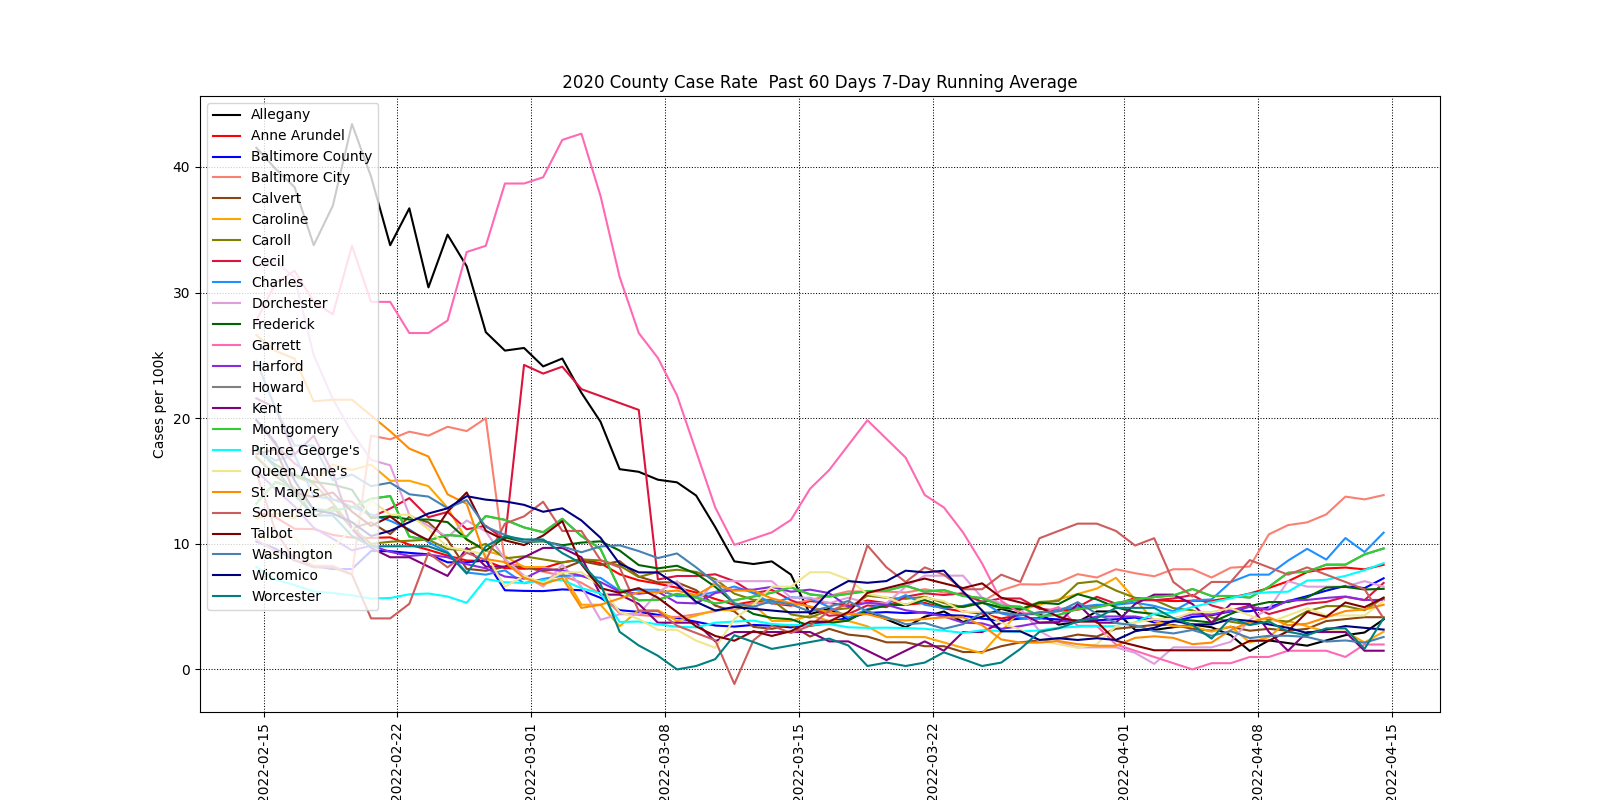 2020 County Case Rate  Past 60 Days 7-Day Running Average
Cases per 100k
40
30
20
10
0
Allegany
Anne Arundel
Baltimore County
Baltimore City
Calvert
Caroline
Caroll
Cecil
Charles
Dorchester
Frederick
Garrett
Harford
Howard
Kent
Montgomery
Prince George's
Queen Anne's
St. Mary's
Somerset
Talbot
Washington
Wicomico
Worcester
2022-02-15
2022-02-22
2022-03-01
2022-03-08
2022-03-15
2022-03-22
2022-04-01
2022-04-08
2022-04-15